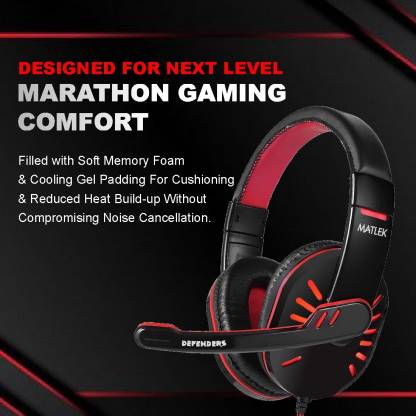 DESIGNED FOR NEXT LEVEL
MARATHON GAMING
COMFORT
Filled with Soft Memory Foam
& Cooling Gel Padding For Cushioning
& Reduced Heat Build-up Without
Compromising Noise Cancellation.
MATLEK
DEFENDERS